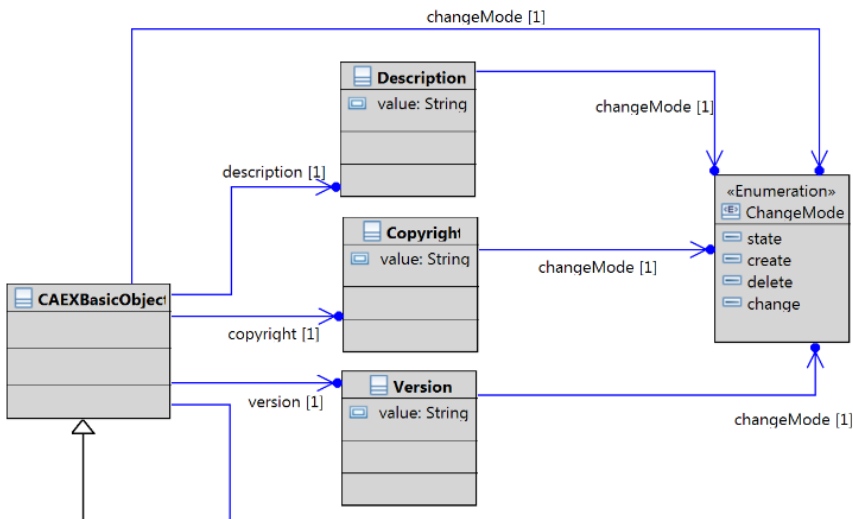 changeMode [1]
Description
value: String
changeMode [1]
description [1]
«Enumeration»
ChangeMode
state
create
delete
change
Copyright
value: String
changeMode [1]
CAEXBasicObject
copyright [1]
Version
value: String
version [1]
changeMode [1]